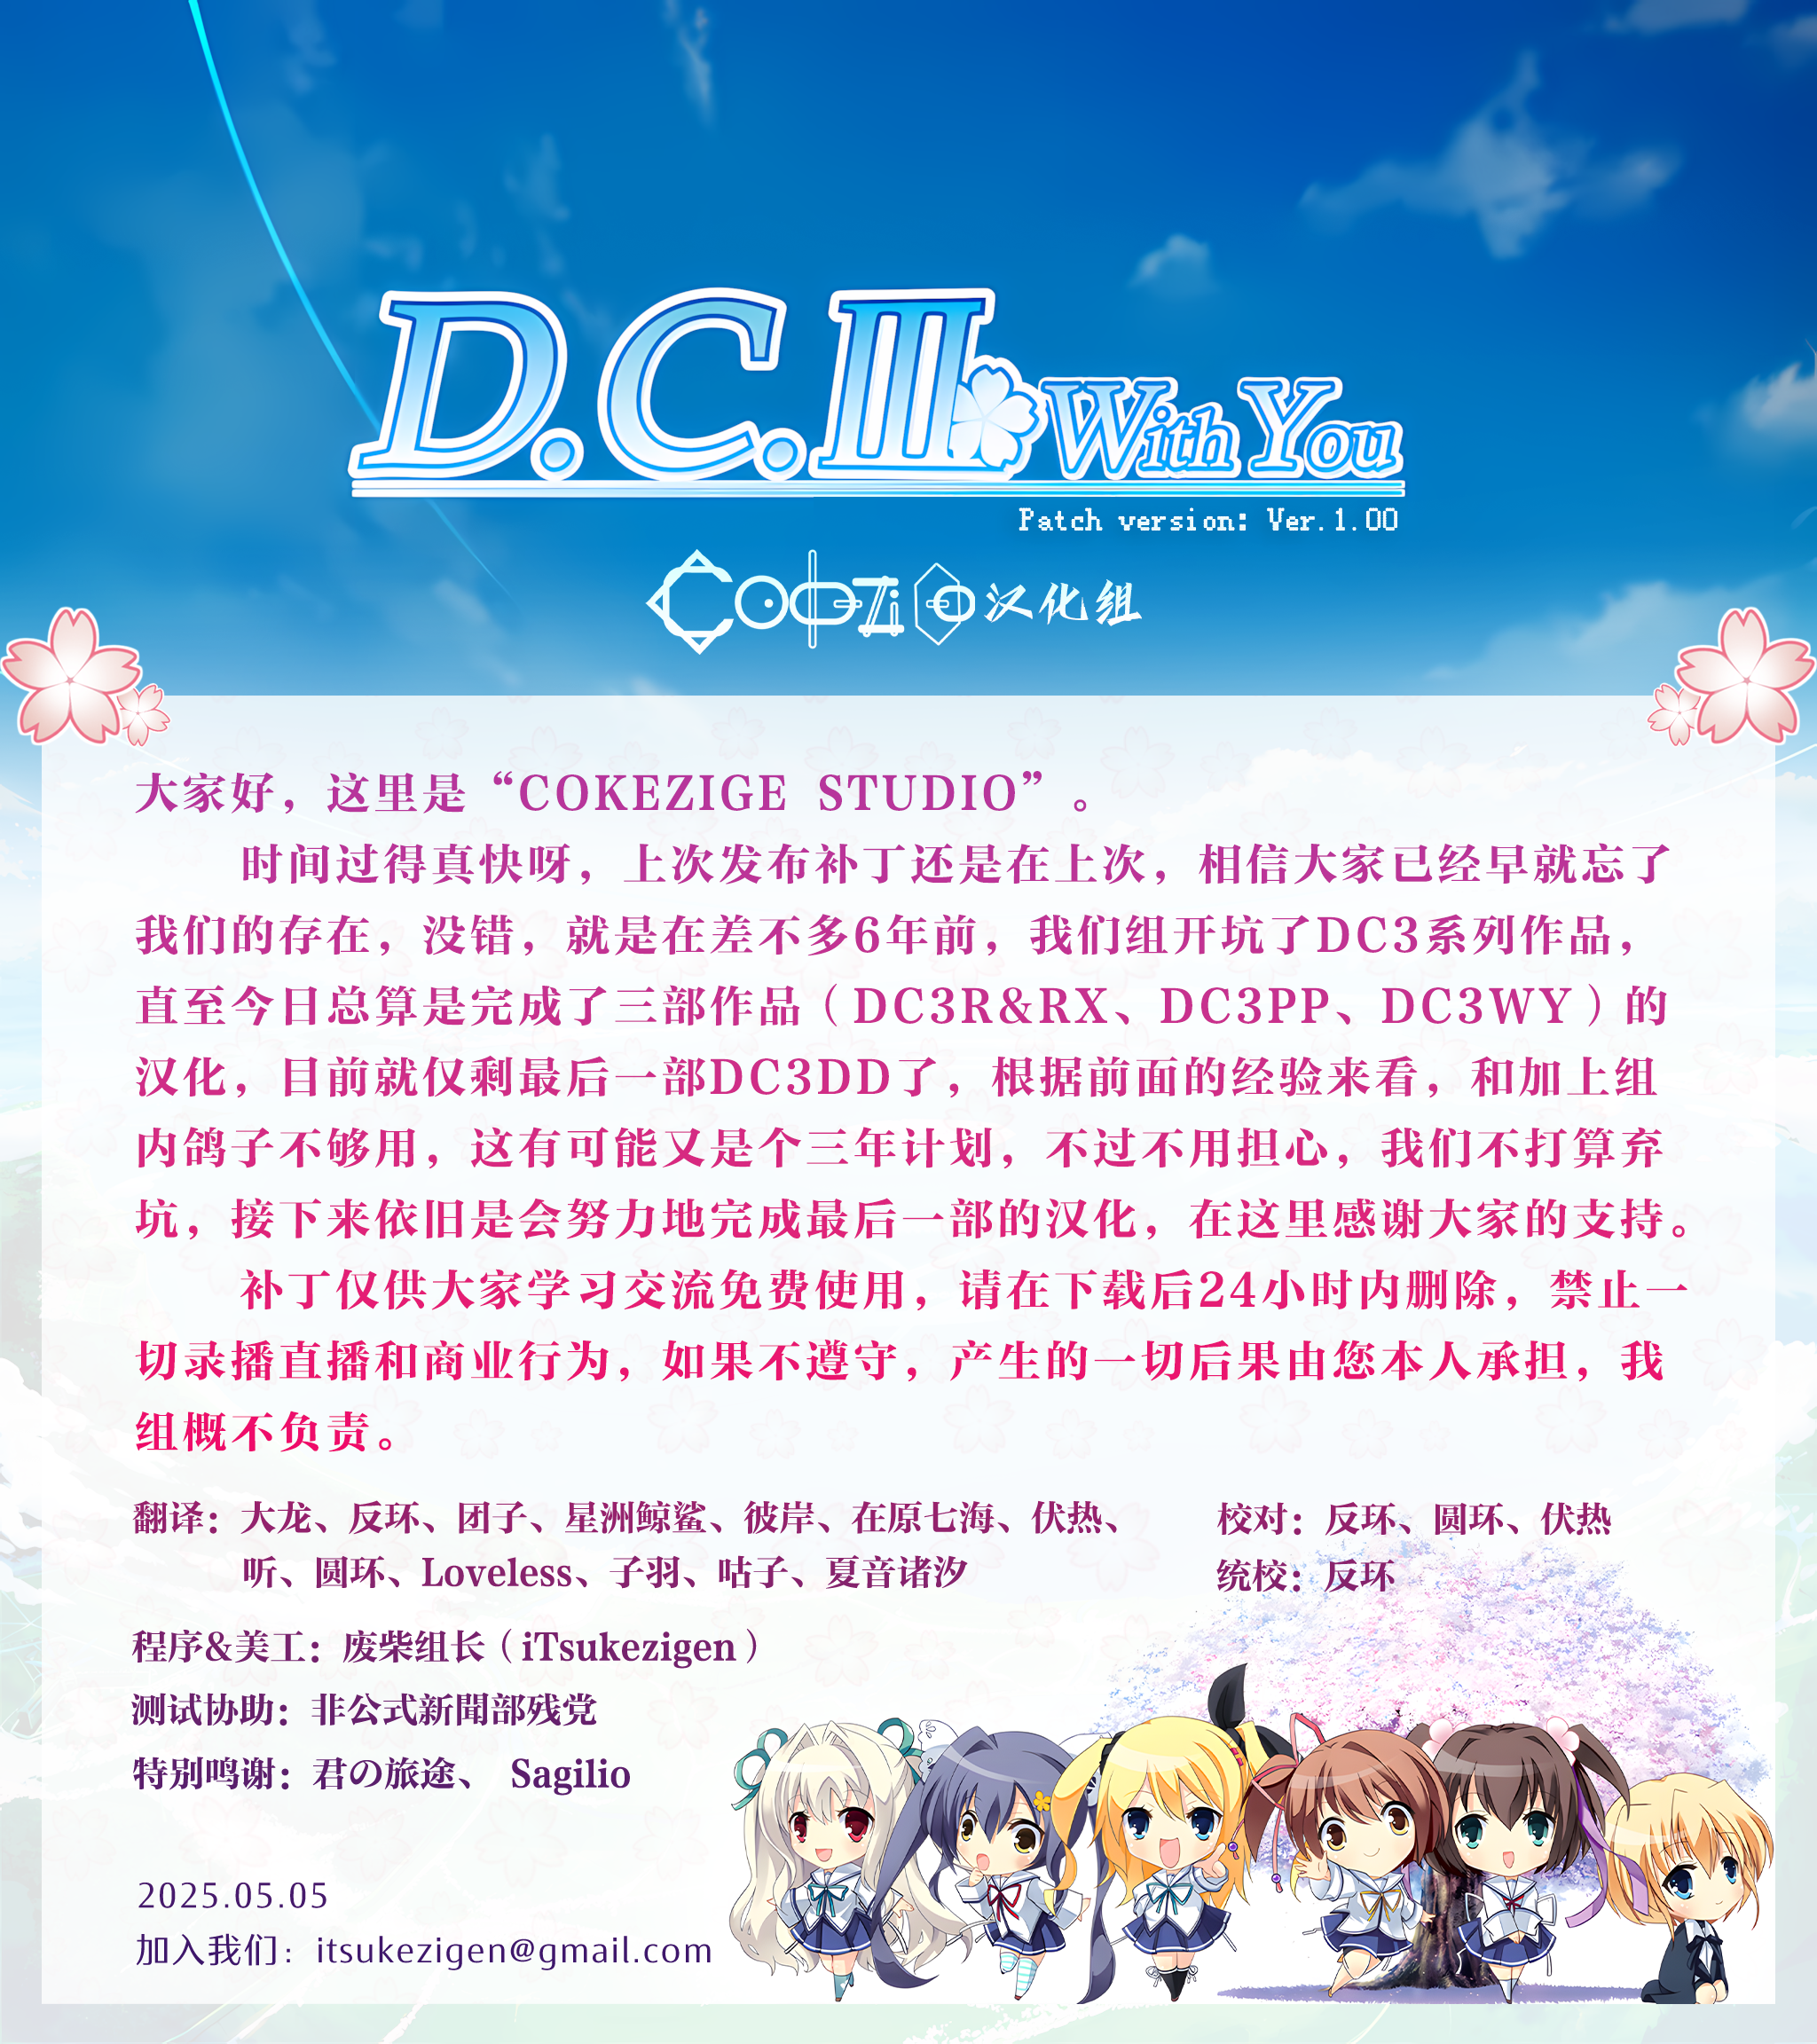 D.C.III With You
Patch version: Ver.1.00
Cokezige汉化组
大家好，这里是“COKEZIGE STUDIO”。
时间过得真快呀，上次发布补丁还是在上次，相信大家已经早就忘了
我们的存在，没错，就是在差不多6年前，我们组开坑了DC3系列作品，
直至今日总算是完成了三部作品（DC3R&RX、DC3PP、DC3WY）的
汉化，目前就仅剩最后一部DC3DD了，根据前面的经验来看，和加上组
内鸽子不够用，这有可能又是个三年计划，不过不用担心，我们不打算弃
坑，接下来依旧是会努力地完成最后一部的汉化，在这里感谢大家的支持。
补丁仅供大家学习交流免费使用，请在下载后24小时内删除，禁止一
切录播直播和商业行为，如果不遵守，产生的一切后果由您本人承担，我
组概不负责。
翻译：大龙、反环、团子、星洲鲸鲨、彼岸、在原七海、伏热、
听、圆环、Loveless、子羽、咕子、夏音诸汐
校对：反环、圆环、伏热
统校：反环
程序&美工：废柴组长（iTsukezigen）
测试协助：非公式新聞部残党
特别鸣谢：君の旅途、 Sagilio
2025.05.05
加入我们：itsukezigen@gmail.com